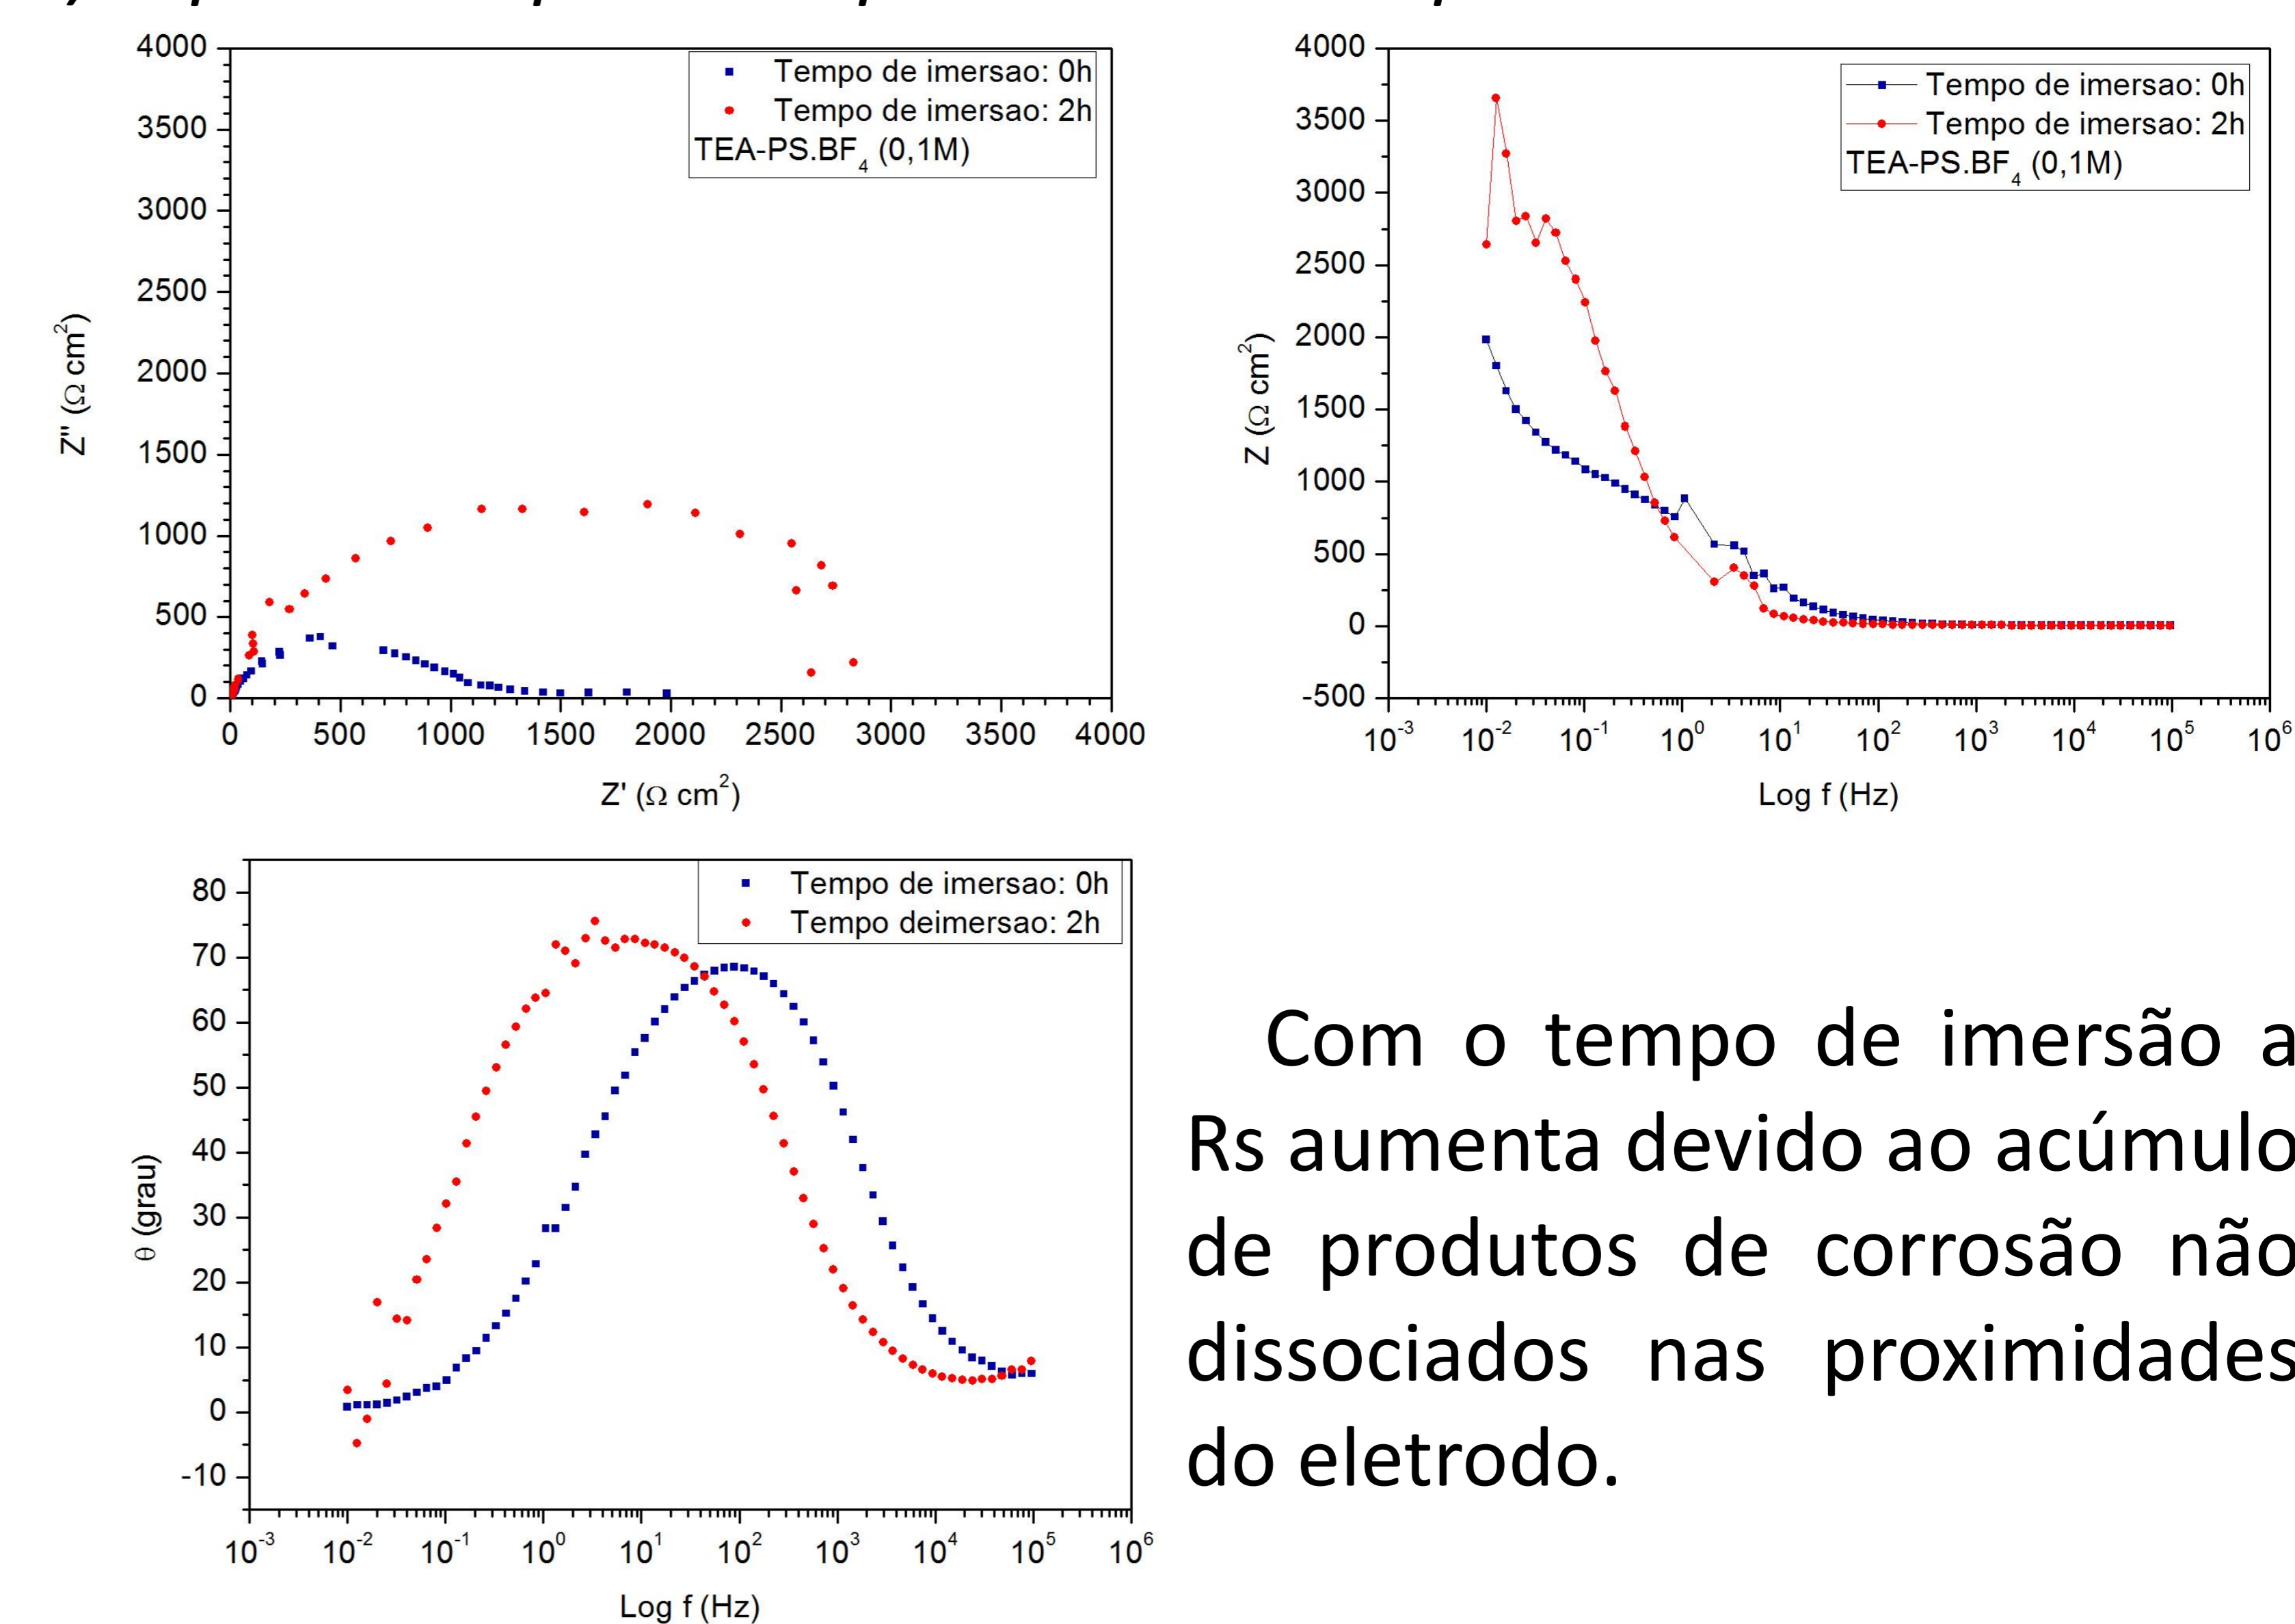 4000
3500
3000
2500
2000
1500
1000
500
0
Z" (Ω cm²)
Tempo de imersao: 0h
Tempo de imersao: 2h
TEA-PS.BF₄ (0,1M)
0 500 1000 1500 2000 2500 3000 3500 4000
Z' (Ω cm²)
4000
3500
3000
2500
2000
1500
1000
500
0
-500
Z (Ω cm²)
Tempo de imersao: 0h
Tempo de imersao: 2h
TEA-PS.BF₄ (0,1M)
10⁻³ 10⁻² 10⁻¹ 10⁰ 10¹ 10² 10³ 10⁴ 10⁵ 10⁶
Log f (Hz)
80
70
60
50
40
30
20
10
0
-10
θ (grau)
Tempo de imersao: 0h
Tempo deimersao: 2h
10⁻³ 10⁻² 10⁻¹ 10⁰ 10¹ 10² 10³ 10⁴ 10⁵ 10⁶
Log f (Hz)
Com o tempo de imersão a
Rs aumenta devido ao acúmulo
de produtos de corrosão não
dissociados nas proximidades
do eletrodo.